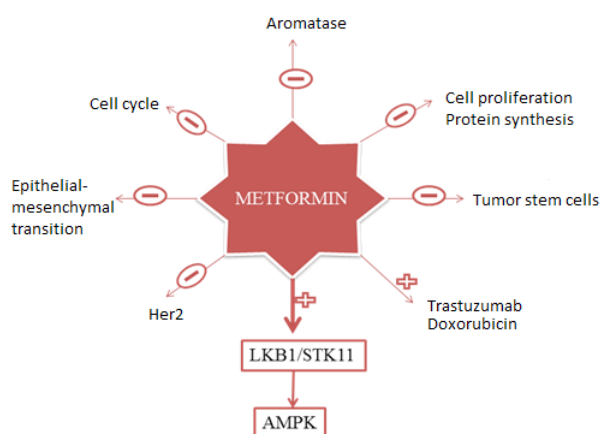 Aromatase
Cell cycle
Cell proliferation
Protein synthesis
Epithelial-
mesenchymal
transition
METFORMIN
Tumor stem cells
Her2
Trastuzumab
Doxorubicin
LKB1/STK11
AMPK